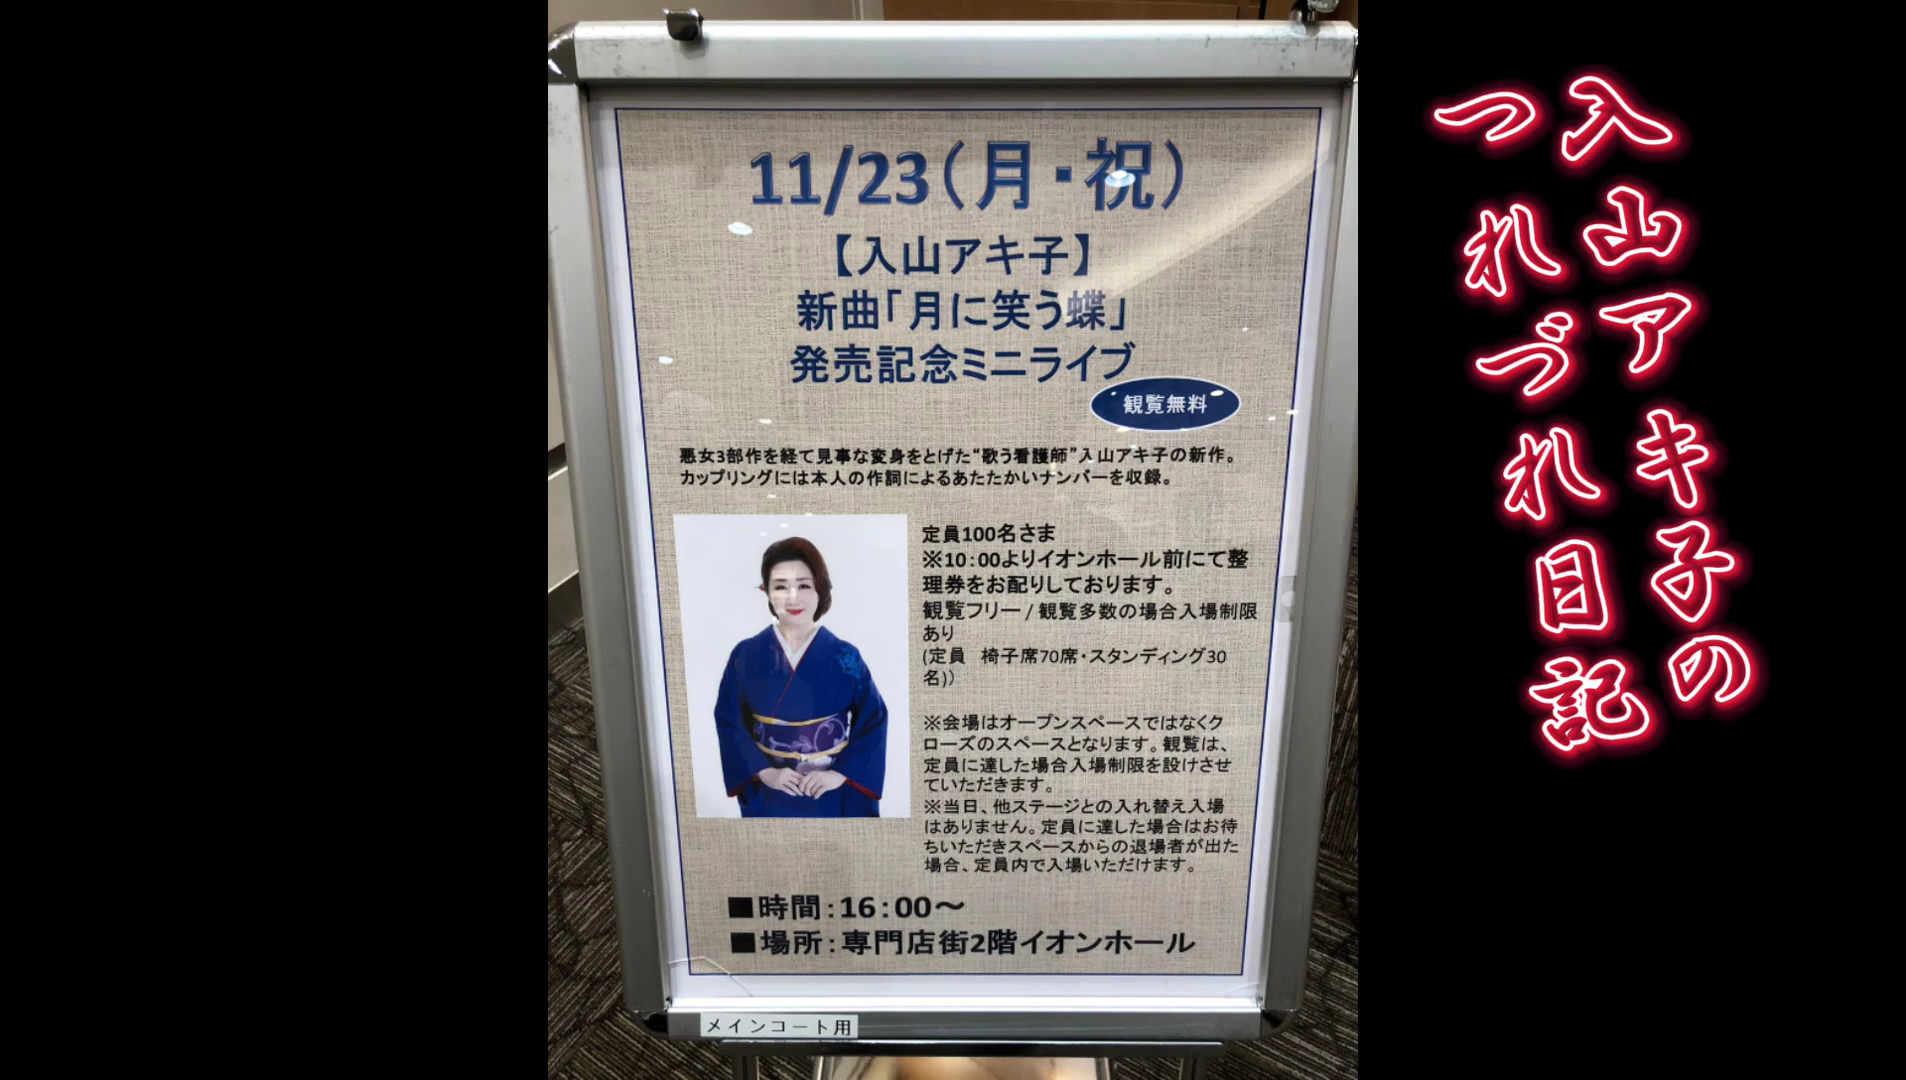 11/23(月・祝)
【入山アキ子】
新曲「月に笑う蝶」
発売記念ミニライブ
観覧無料
悪女3部作を経て見事な変身をとげた“歌う看護師”入山アキ子の新作。
カップリングには本人の作詞によるあたたかいナンバーを収録。
定員100名さま
※10:00よりイオンホール前にて整
理券をお配りしております。
観覧フリー / 観覧多数の場合入場制限
あり
(定員　椅子席70席・スタンディング30
名))
※会場はオープンスペースではなくク
ローズのスペースとなります。観覧は、
定員に達した場合入場制限を設けさせ
ていただきます。
※当日、他ステージとの入れ替え入場
はありません。定員に達した場合はお待
ちいただきスペースからの退場者が出た
場合、定員内で入場いただけます。
■時間:16:00～
■場所:専門店街2階イオンホール
メインコート用
入山アキ子の
つれづれ日記